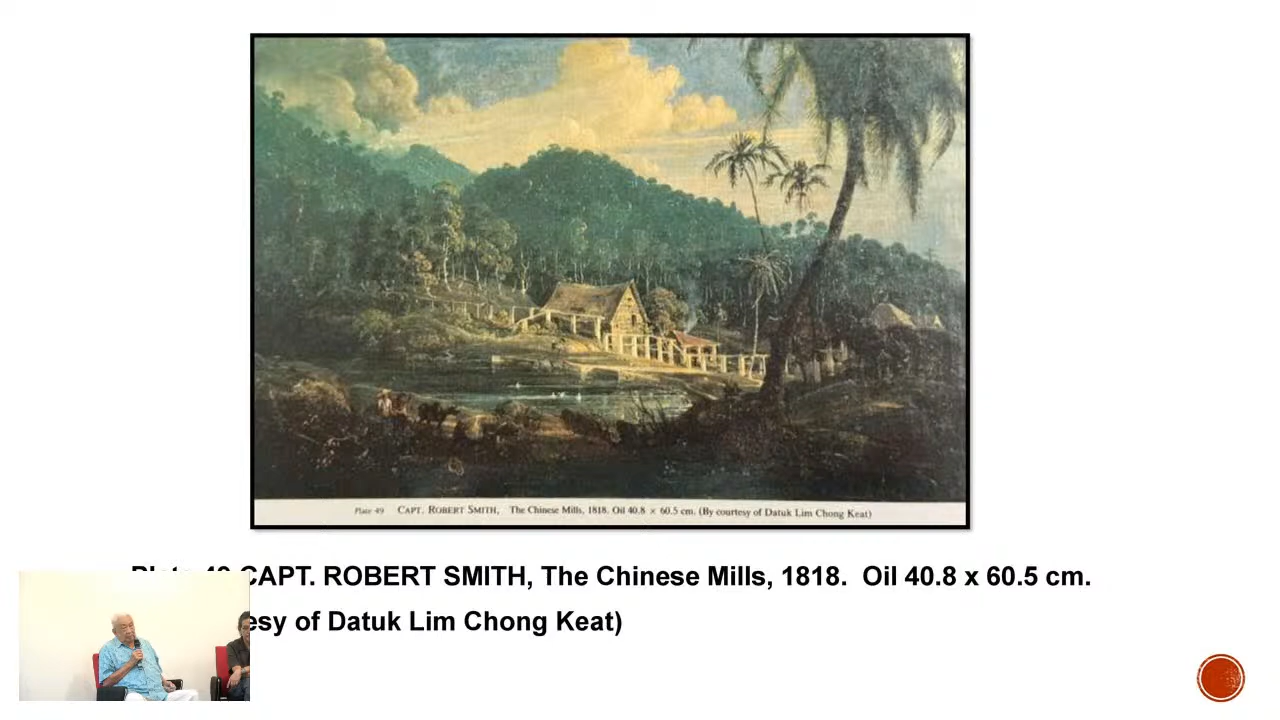 Plate 49 CAPT. ROBERT SMITH, The Chinese Mills, 1818. Oil 40.8 × 60.5 cm. (By courtesy of Datuk Lim Chong Keat)
CAPT. ROBERT SMITH, The Chinese Mills, 1818. Oil 40.8 x 60.5 cm.
of Datuk Lim Chong Keat)